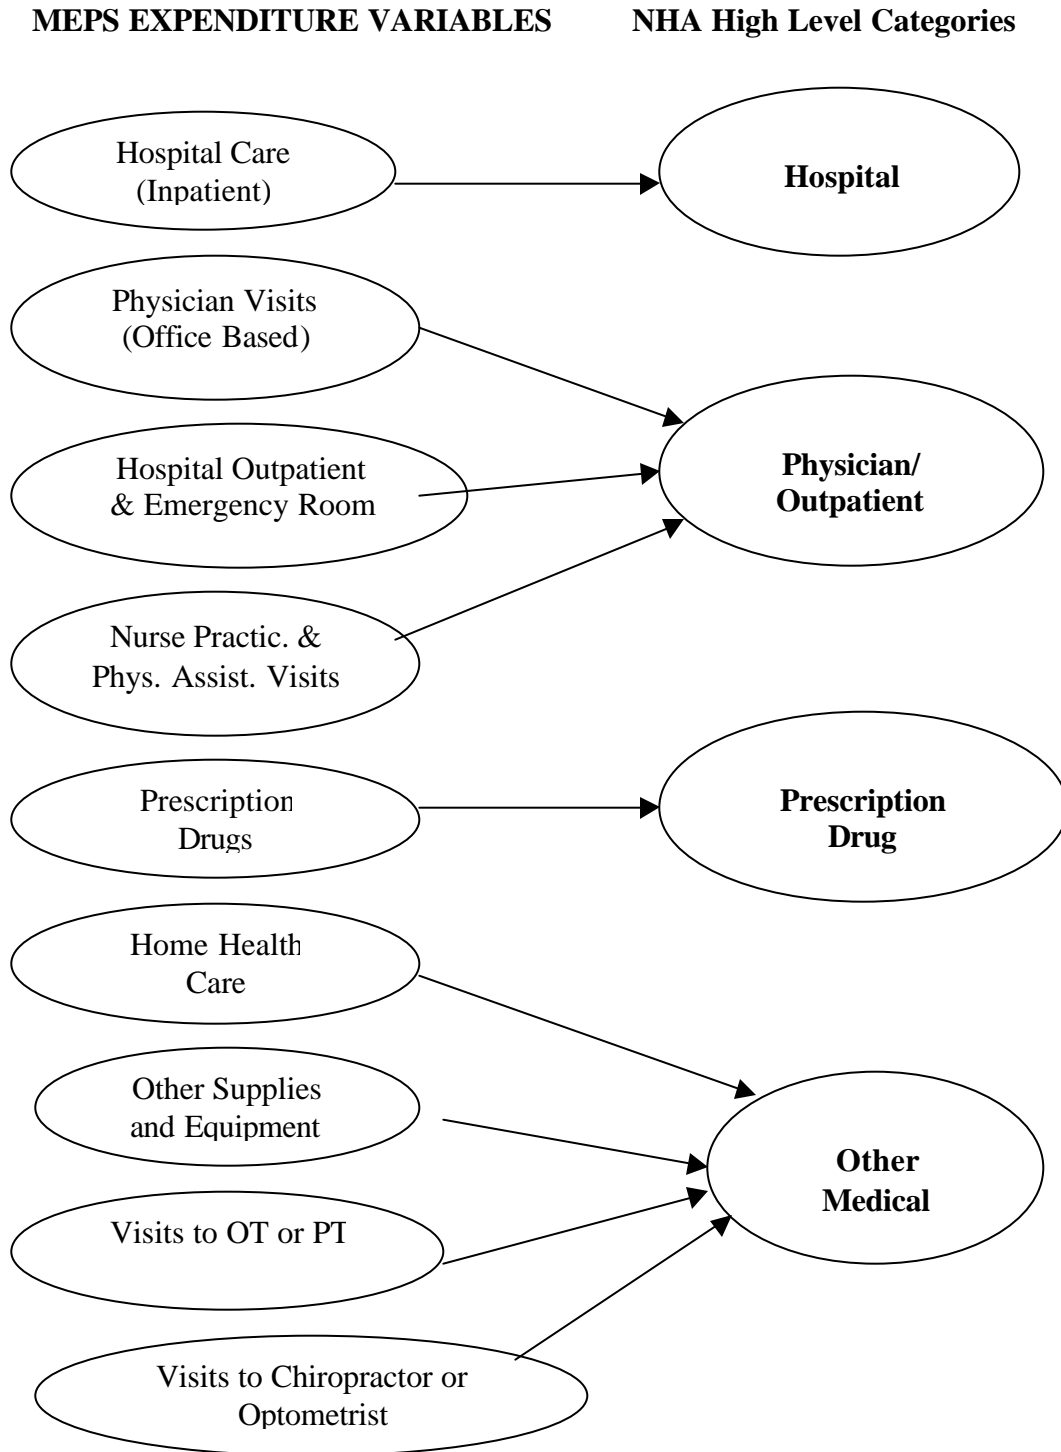 MEPS EXPENDITURE VARIABLES
NHA High Level Categories
Hospital Care
(Inpatient)
Hospital
Physician Visits
(Office Based)
Hospital Outpatient
& Emergency Room
Physician/
Outpatient
Nurse Practic. &
Phys. Assist. Visits
Prescription
Drugs
Prescription
Drug
Home Health
Care
Other Supplies
and Equipment
Other
Medical
Visits to OT or PT
Visits to Chiropractor or
Optometrist